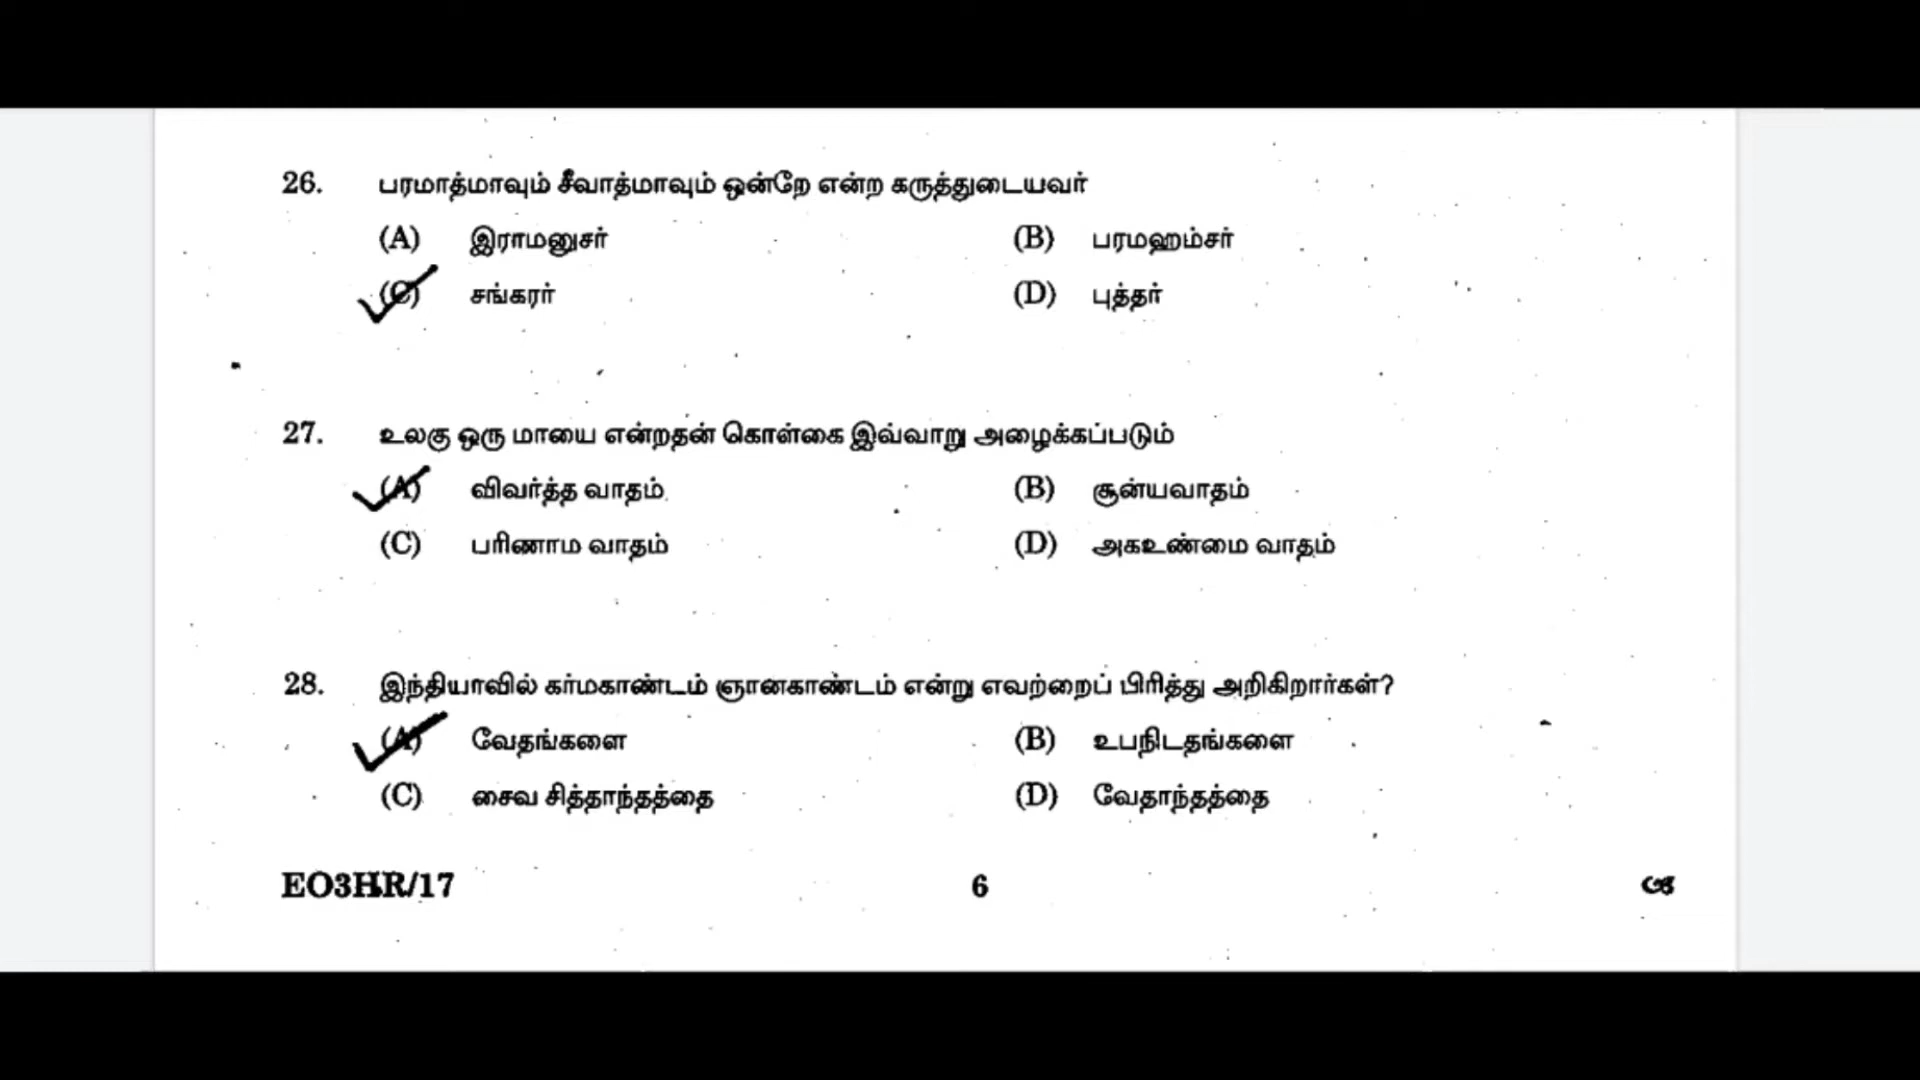 26. பரமாத்மாவும் சீவாத்மாவும் ஒன்றே என்ற கருத்துடையவர்
(A) இராமனுசர் (B) பரமஹம்சர்
(C) சங்கரர் (D) புத்தர்
27. உலகு ஒரு மாயை என்றதன் கொள்கை இவ்வாறு அழைக்கப்படும்
(A) விவர்த்த வாதம் (B) சூன்யவாதம்
(C) பரிணாம வாதம் (D) அகஉண்மை வாதம்
28. இந்தியாவில் கர்மகாண்டம் ஞானகாண்டம் என்று எவற்றைப் பிரித்து அறிகிறார்கள்?
(A) வேதங்களை (B) உபநிடதங்களை
(C) சைவ சித்தாந்தத்தை (D) வேதாந்தத்தை
EO3HR/17 6